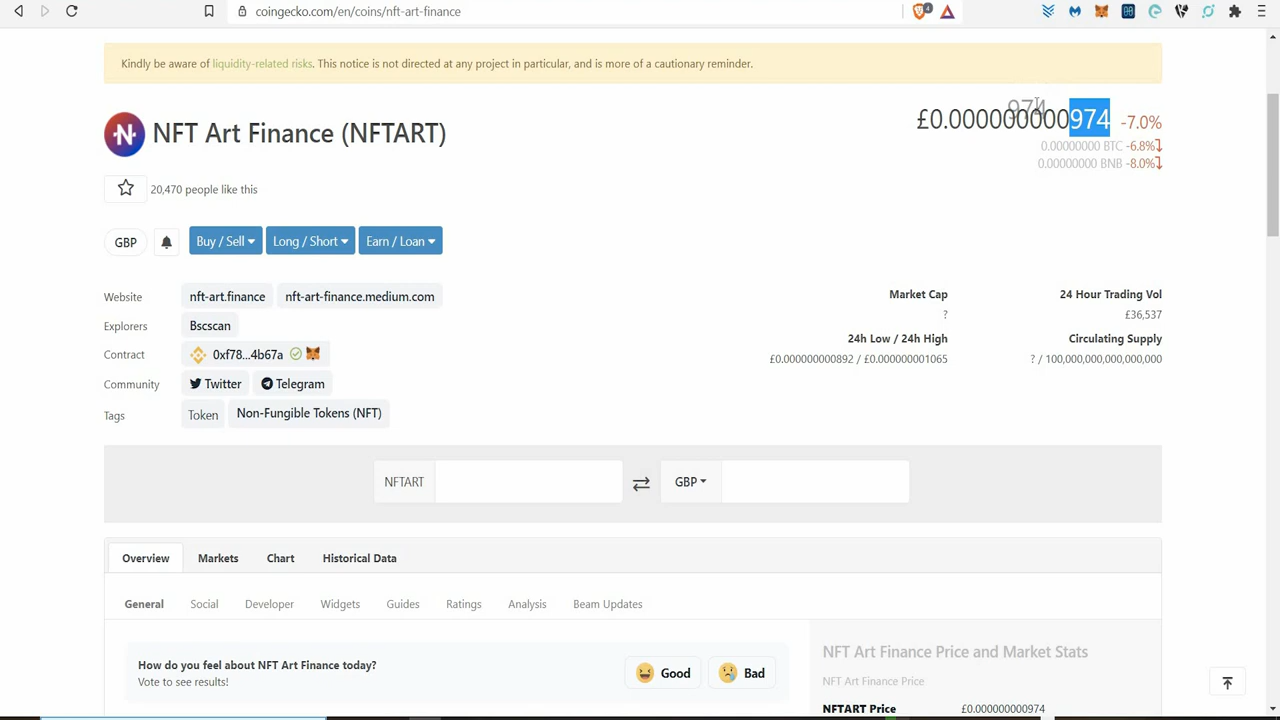 coingecko.com/en/coins/nft-art-finance
4
Kindly be aware of liquidity-related risks. This notice is not directed at any project in particular, and is more of a cautionary reminder.
974
NFT Art Finance (NFTART)
£0.000000000974 -7.0%
0.00000000 BTC -6.8%
0.00000000 BNB -8.0%
20,470 people like this
GBP
Buy / Sell
Long / Short
Earn / Loan
Website
nft-art.finance
nft-art-finance.medium.com
Explorers
Bscscan
Contract
0xf78...4b67a
Community
Twitter
Telegram
Tags
Token
Non-Fungible Tokens (NFT)
Market Cap
?
24 Hour Trading Vol
£36,537
24h Low / 24h High
£0.000000000892 / £0.000000001065
Circulating Supply
? / 100,000,000,000,000,000
NFTART
GBP
Overview
Markets
Chart
Historical Data
General
Social
Developer
Widgets
Guides
Ratings
Analysis
Beam Updates
How do you feel about NFT Art Finance today?
Vote to see results!
Good
Bad
NFT Art Finance Price and Market Stats
NFT Art Finance Price
NFTART Price
£0.000000000974